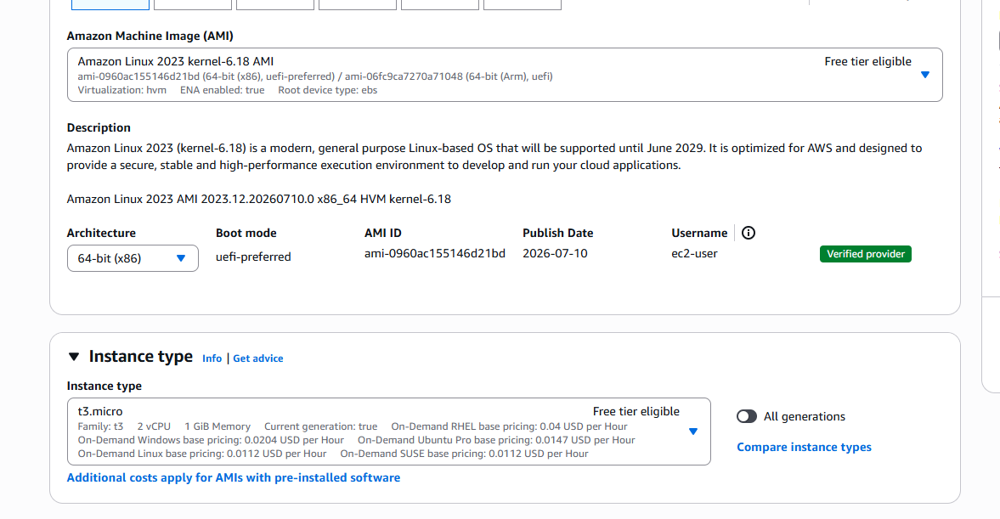 Amazon Machine Image (AMI)
Amazon Linux 2023 kernel-6.18 AMI
Free tier eligible
ami-0960ac155146d21bd (64-bit (x86), uefi-preferred) / ami-06fc9ca7270a71048 (64-bit (Arm), uefi)
Virtualization: hvm ENA enabled: true Root device type: ebs
Description
Amazon Linux 2023 (kernel-6.18) is a modern, general purpose Linux-based OS that will be supported until June 2029. It is optimized for AWS and designed to
provide a secure, stable and high-performance execution environment to develop and run your cloud applications.
Amazon Linux 2023 AMI 2023.12.20260710.0 x86_64 HVM kernel-6.18
Architecture Boot mode AMI ID Publish Date Username
64-bit (x86) uefi-preferred ami-0960ac155146d21bd 2026-07-10 ec2-user Verified provider
Instance type Info | Get advice
Instance type
t3.micro Free tier eligible
Family: t3 2 vCPU 1 GiB Memory Current generation: true On-Demand RHEL base pricing: 0.04 USD per Hour
On-Demand Windows base pricing: 0.0204 USD per Hour On-Demand Ubuntu Pro base pricing: 0.0147 USD per Hour
On-Demand Linux base pricing: 0.0112 USD per Hour On-Demand SUSE base pricing: 0.0112 USD per Hour
All generations
Compare instance types
Additional costs apply for AMIs with pre-installed software